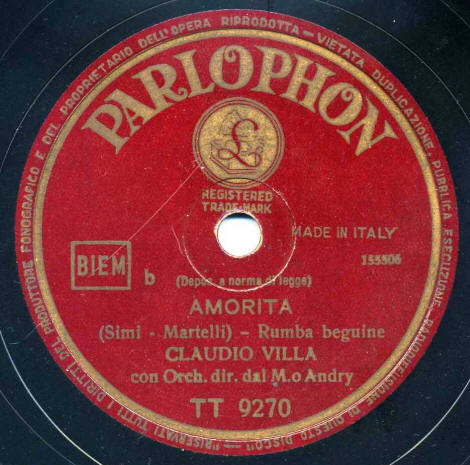 PARLOPHON
£
REGISTERED
TRADE-MARK
MADE IN ITALY
153506
BIEM
b
(Depos. a norma di legge)
AMORITA
(Simi - Martelli) - Rumba beguine
CLAUDIO VILLA
con Orch. dir. dal M.o Andry
TT 9270
"RISERVATI TUTTI I DIRITTI DEL PRODUTTORE FONOGRAFICO E DEL PROPRIETARIO DELL'OPERA RIPRODOTTA - VIETATA DUPLICAZIONE, PUBBLICA ESECUZIONE, RADIODIFFUSIONE DI QUESTO DISCO"